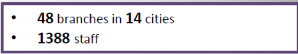 • 48 branches in 14 cities
• 1388 staff